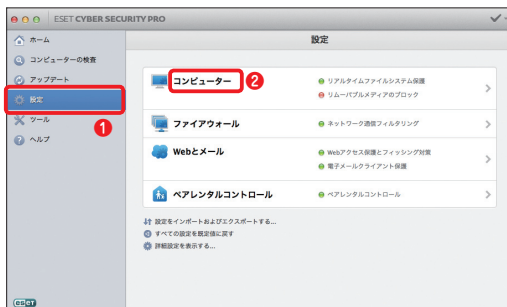 ESET CYBER SECURITY PRO
ホーム
コンピューターの検査
アップデート
設定
ツール
ヘルプ
1
設定
コンピューター
2
リアルタイムファイルシステム保護
リムーバブルメディアのブロック
ファイアウォール
ネットワーク通信フィルタリング
Webとメール
Webアクセス保護とフィッシング対策
電子メールクライアント保護
ペアレンタルコントロール
ペアレンタルコントロール
設定をインポートおよびエクスポートする...
すべての設定を既定値に戻す
詳細設定を表示する...
eset